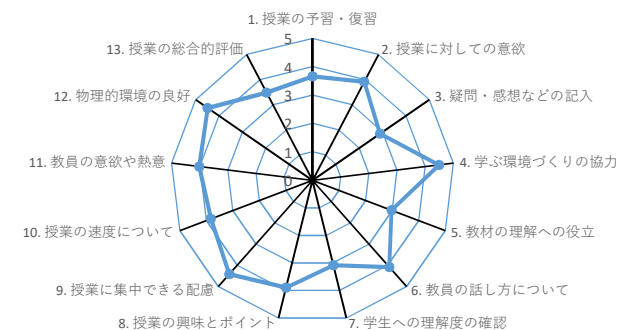 1. 授業の予習・復習
2. 授業に対しての意欲
3. 疑問・感想などの記入
4. 学ぶ環境づくりの協力
5. 教材の理解への役立
6. 教員の話し方について
7. 学生への理解度の確認
8. 授業の興味とポイント
9. 授業に集中できる配慮
10. 授業の速度について
11. 教員の意欲や熱意
12. 物理的環境の良好
13. 授業の総合的評価
5
4
3
2
1
0